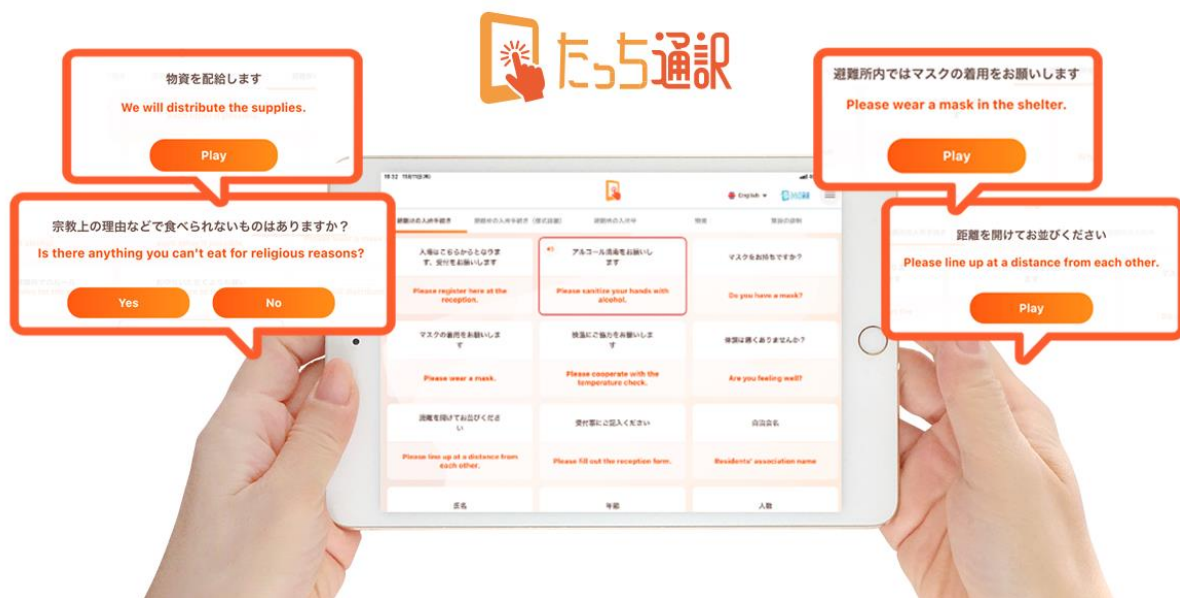 たっち通訳
物資を配給します
We will distribute the supplies.
Play
宗教上の理由などで食べられないものはありますか？
Is there anything you can't eat for religious reasons?
Yes No
避難所内ではマスクの着用をお願いします
Please wear a mask in the shelter.
Play
距離を開けてお並びください
Please line up at a distance from each other.
Play
English
入場はこちらからとなりま
す、受付をお願いします
Please register here at the
reception.
アルコール消毒をお願いし
ます
Please sanitize your hands with
alcohol.
マスクをお持ちですか？
Do you have a mask?
マスクの着用をお願いしま
す
Please wear a mask.
検温にご協力をお願いしま
す
Please cooperate with the
temperature check.
体調は悪くありませんか？
Are you feeling well?
距離を開けてお並びくださ
い
Please line up at a distance from
each other.
受付票にご記入ください
Please fill out the reception form.
自治会名
Residents' association name
氏名
年齢
人数